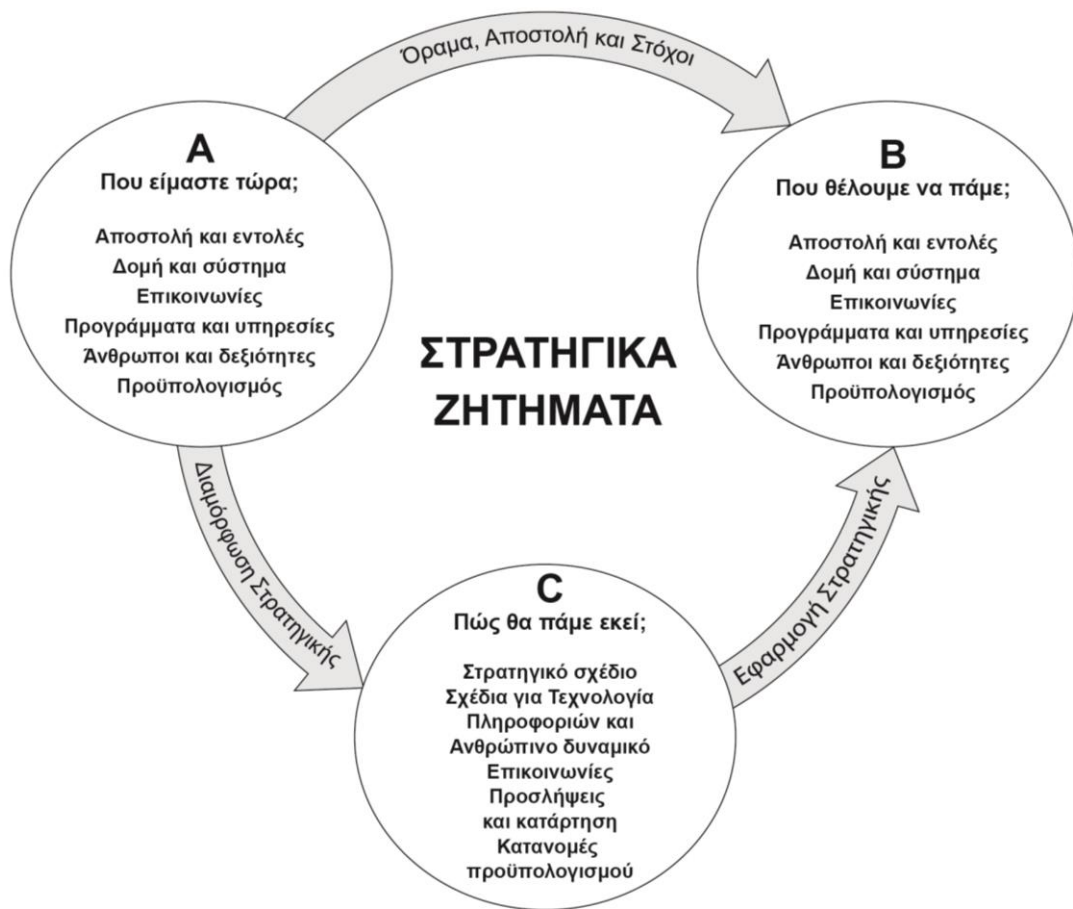 Όραμα, Αποστολή και Στόχοι
A
Που είμαστε τώρα;
Αποστολή και εντολές
Δομή και σύστημα
Επικοινωνίες
Προγράμματα και υπηρεσίες
Άνθρωποι και δεξιότητες
Προϋπολογισμός
B
Που θέλουμε να πάμε;
Αποστολή και εντολές
Δομή και σύστημα
Επικοινωνίες
Προγράμματα και υπηρεσίες
Άνθρωποι και δεξιότητες
Προϋπολογισμός
ΣΤΡΑΤΗΓΙΚΑ
ΖΗΤΗΜΑΤΑ
Διαμόρφωση Στρατηγικής
C
Πώς θα πάμε εκεί;
Στρατηγικό σχέδιο
Σχέδια για Τεχνολογία
Πληροφοριών και
Ανθρώπινο δυναμικό
Επικοινωνίες
Προσλήψεις
και κατάρτηση
Κατανομές
προϋπολογισμού
Εφαρμογή Στρατηγικής